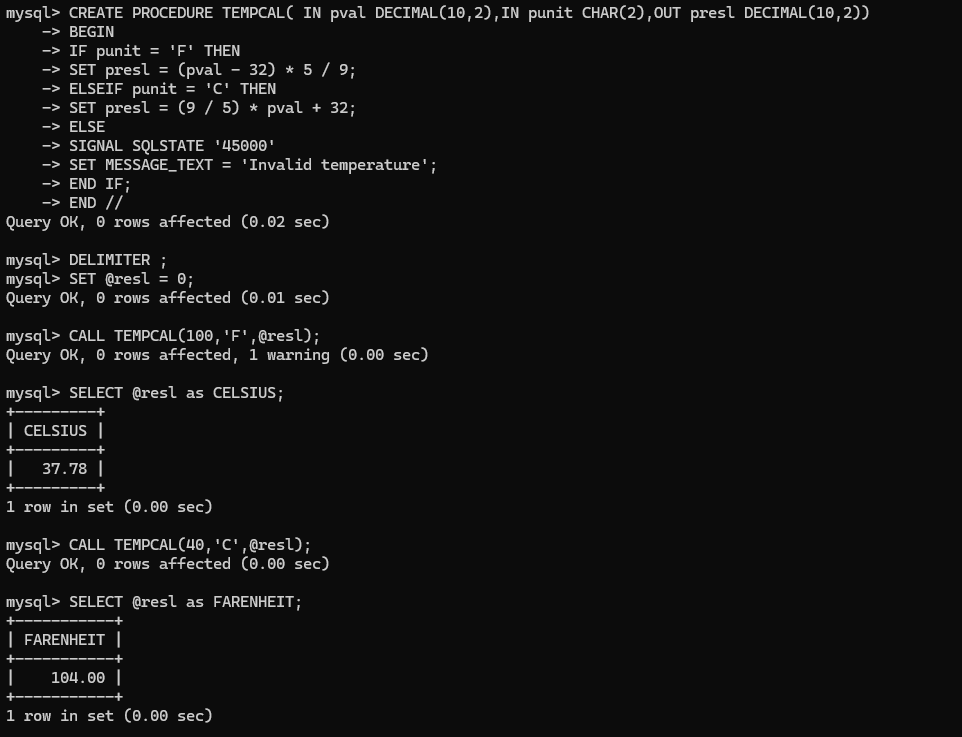 mysql> CREATE PROCEDURE TEMPCAL( IN pval DECIMAL(10,2),IN punit CHAR(2),OUT presl DECIMAL(10,2))
    -> BEGIN
    -> IF punit = 'F' THEN
    -> SET presl = (pval - 32) * 5 / 9;
    -> ELSEIF punit = 'C' THEN
    -> SET presl = (9 / 5) * pval + 32;
    -> ELSE
    -> SIGNAL SQLSTATE '45000'
    -> SET MESSAGE_TEXT = 'Invalid temperature';
    -> END IF;
    -> END //
Query OK, 0 rows affected (0.02 sec)

mysql> DELIMITER ;
mysql> SET @resl = 0;
Query OK, 0 rows affected (0.01 sec)

mysql> CALL TEMPCAL(100,'F',@resl);
Query OK, 0 rows affected, 1 warning (0.00 sec)

mysql> SELECT @resl as CELSIUS;
+---------+
| CELSIUS |
+---------+
|   37.78 |
+---------+
1 row in set (0.00 sec)

mysql> CALL TEMPCAL(40,'C',@resl);
Query OK, 0 rows affected (0.00 sec)

mysql> SELECT @resl as FARENHEIT;
+-----------+
| FARENHEIT |
+-----------+
|    104.00 |
+-----------+
1 row in set (0.00 sec)